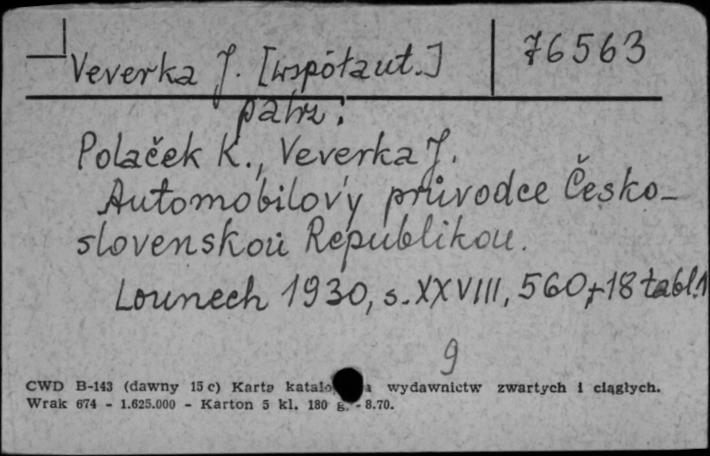 Veverka J. [współaut.] 76563
patrz:
Polaček K., Veverka J.
Automobilový průvodce Česko-
slovenskou Republikou.
Lounech 1930, s. XXVIII, 560, +18 tabl.
9
CWD B-143 (dawny 15 c) Karta wydawnictw zwartych i ciągłych.
Wrak 674 - 1.625.000 - Karton 5 kl. 180 g. - 8.70.